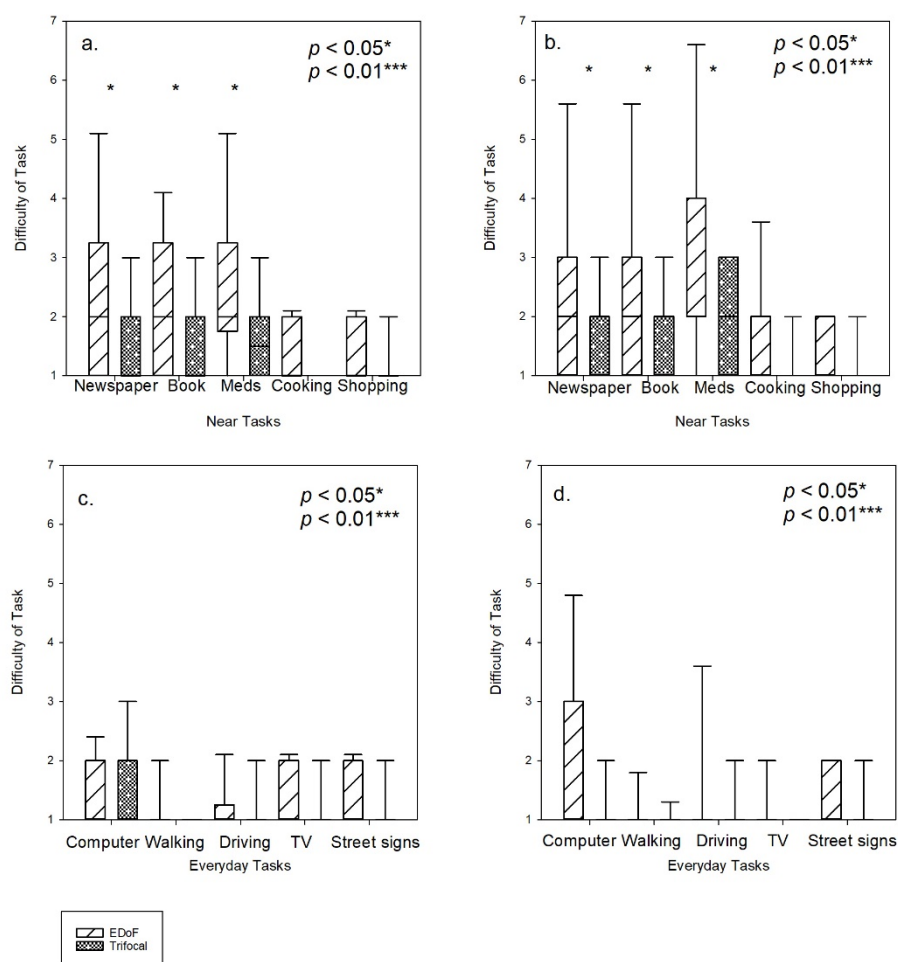 a.
p < 0.05*
p < 0.01***
7
6
5
4
3
2
1
Difficulty of Task
* * *
Newspaper Book Meds Cooking Shopping
Near Tasks
b.
p < 0.05*
p < 0.01***
7
6
5
4
3
2
1
Difficulty of Task
* * *
Newspaper Book Meds Cooking Shopping
Near Tasks
c.
p < 0.05*
p < 0.01***
7
6
5
4
3
2
1
Difficulty of Task
Computer Walking Driving TV Street signs
Everyday Tasks
d.
p < 0.05*
p < 0.01***
7
6
5
4
3
2
1
Difficulty of Task
Computer Walking Driving TV Street signs
Everyday Tasks
EDoF
Trifocal